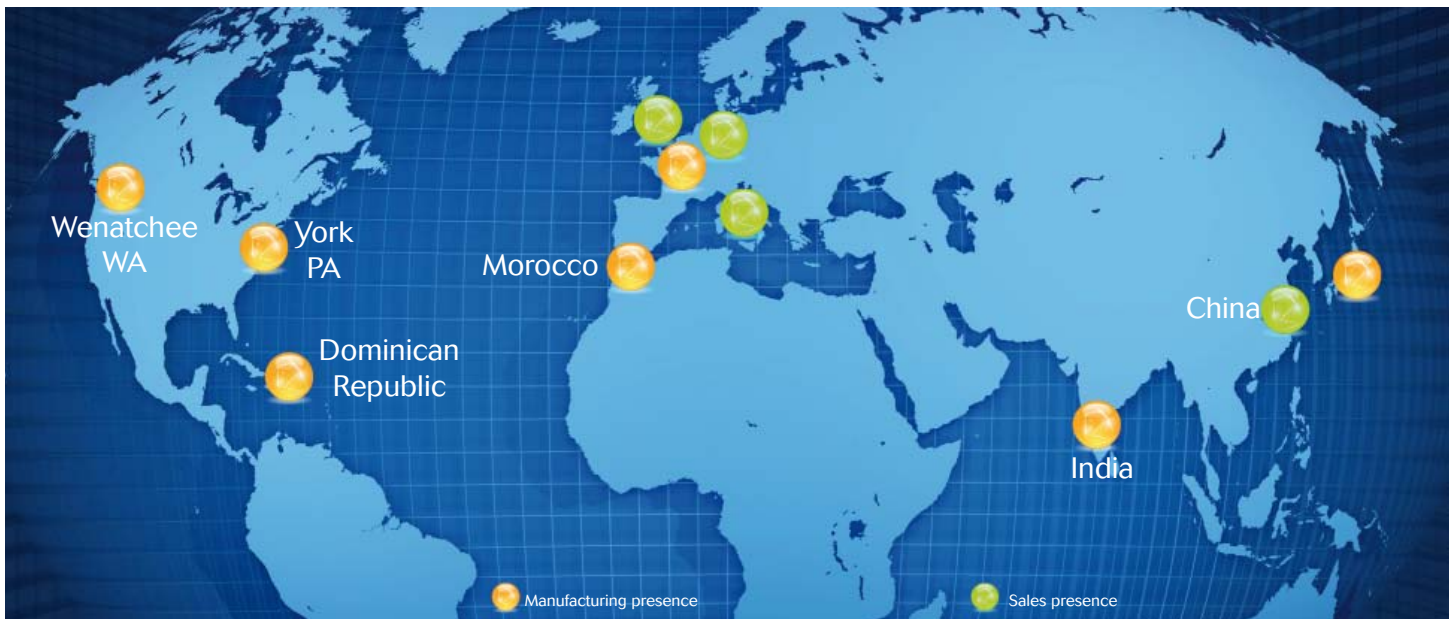 Wenatchee
WA
York
PA
Morocco
Dominican
Republic
China
India
Manufacturing presence
Sales presence